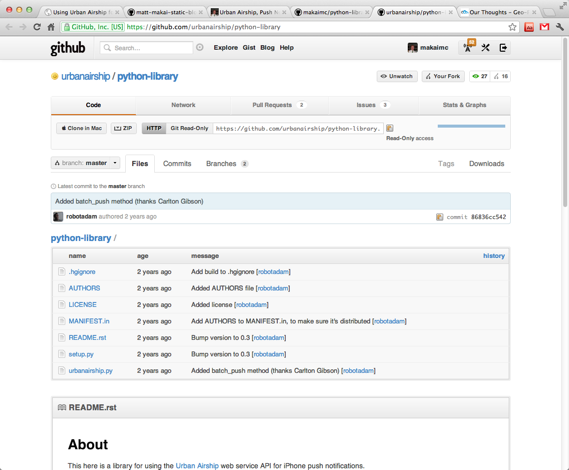 Using Urban Airship
matt-makai-static-bl
Urban Airship, Push N
makaimc/python-libr
urbanairship/python-
Our Thoughts – Geo-
GitHub, Inc. [US] https://github.com/urbanairship/python-library
github Search... Explore Gist Blog Help makaimc
urbanairship / python-library Unwatch Your Fork 27 16
Code Network Pull Requests 2 Issues 3 Stats & Graphs
Clone in Mac ZIP HTTP Git Read-Only https://github.com/urbanairship/python-library.
Read-Only access
branch: master Files Commits Branches 2 Tags Downloads
Latest commit to the master branch
Added batch_push method (thanks Carlton Gibson)
robotadam authored 2 years ago commit 86836cc542
python-library /
name age message history
.hgignore 2 years ago Add build to .hgignore [robotadam]
AUTHORS 2 years ago Added AUTHORS file [robotadam]
LICENSE 2 years ago Added license [robotadam]
MANIFEST.in 2 years ago Add AUTHORS to MANIFEST.in, to make sure it's distributed [robotadam]
README.rst 2 years ago Bump version to 0.3 [robotadam]
setup.py 2 years ago Bump version to 0.3 [robotadam]
urbanairship.py 2 years ago Added batch_push method (thanks Carlton Gibson) [robotadam]
README.rst
About
This here is a library for using the Urban Airship web service API for iPhone push notifications.